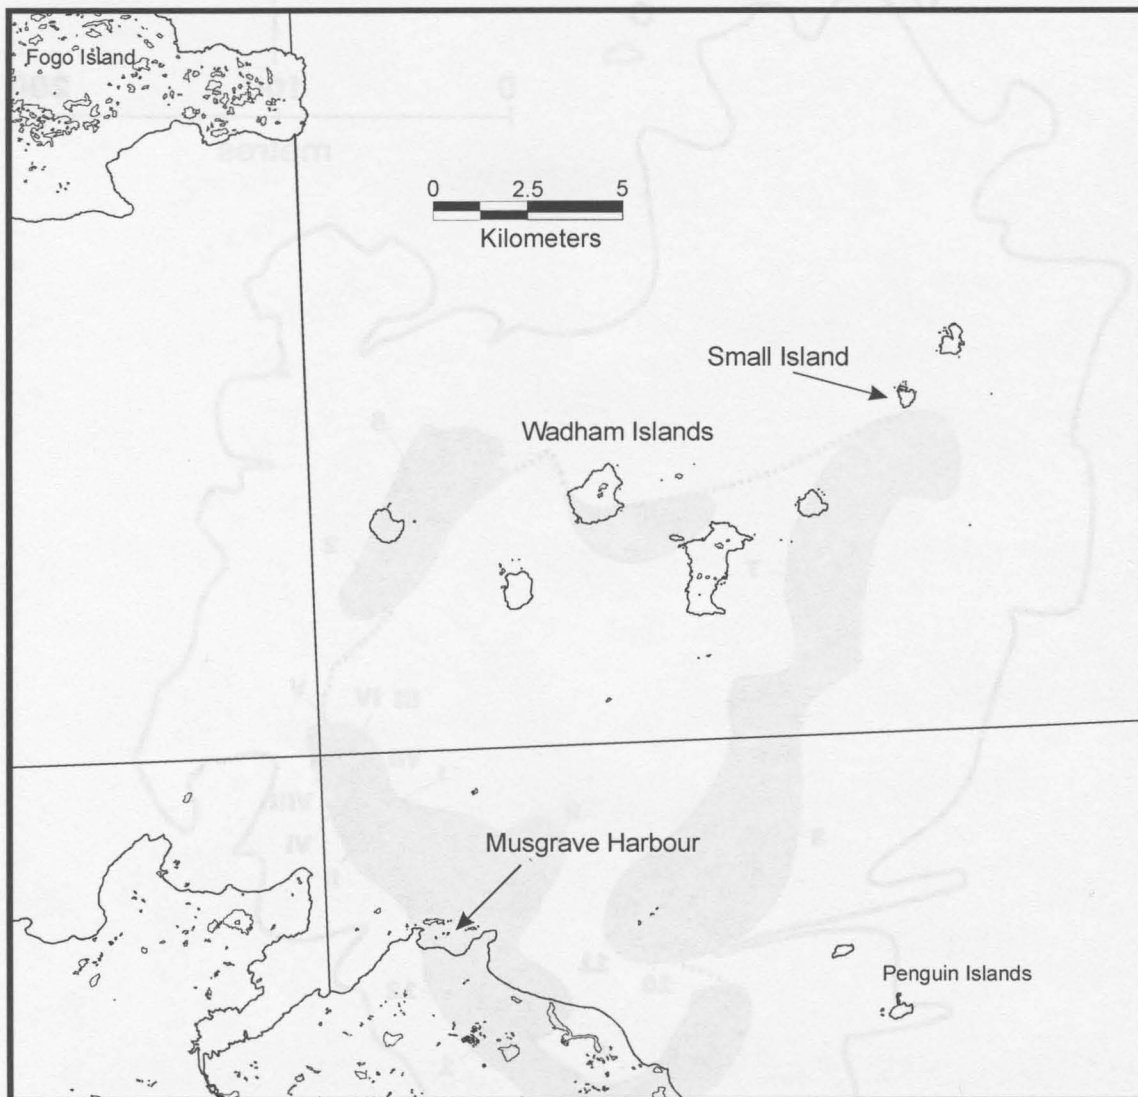 Fogo Island
0 2.5 5
Kilometers
Small Island
Wadham Islands
Musgrave Harbour
Penguin Islands